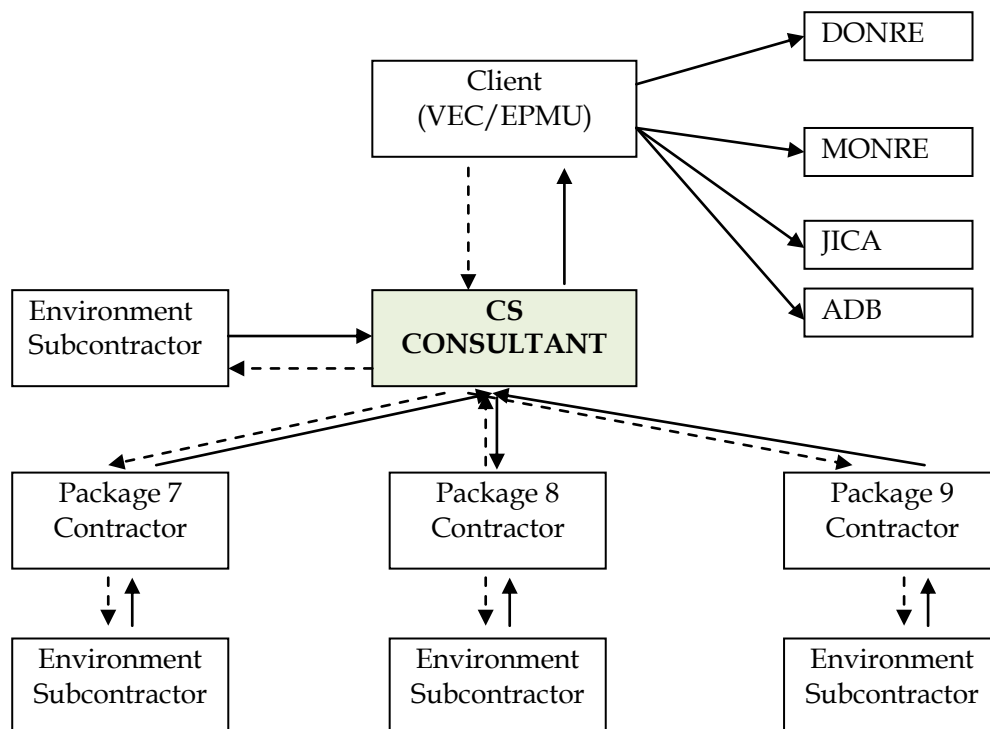 DONRE
Client
(VEC/EPMU)
MONRE
JICA
ADB
Environment
Subcontractor
CS
CONSULTANT
Package 7
Contractor
Package 8
Contractor
Package 9
Contractor
Environment
Subcontractor
Environment
Subcontractor
Environment
Subcontractor